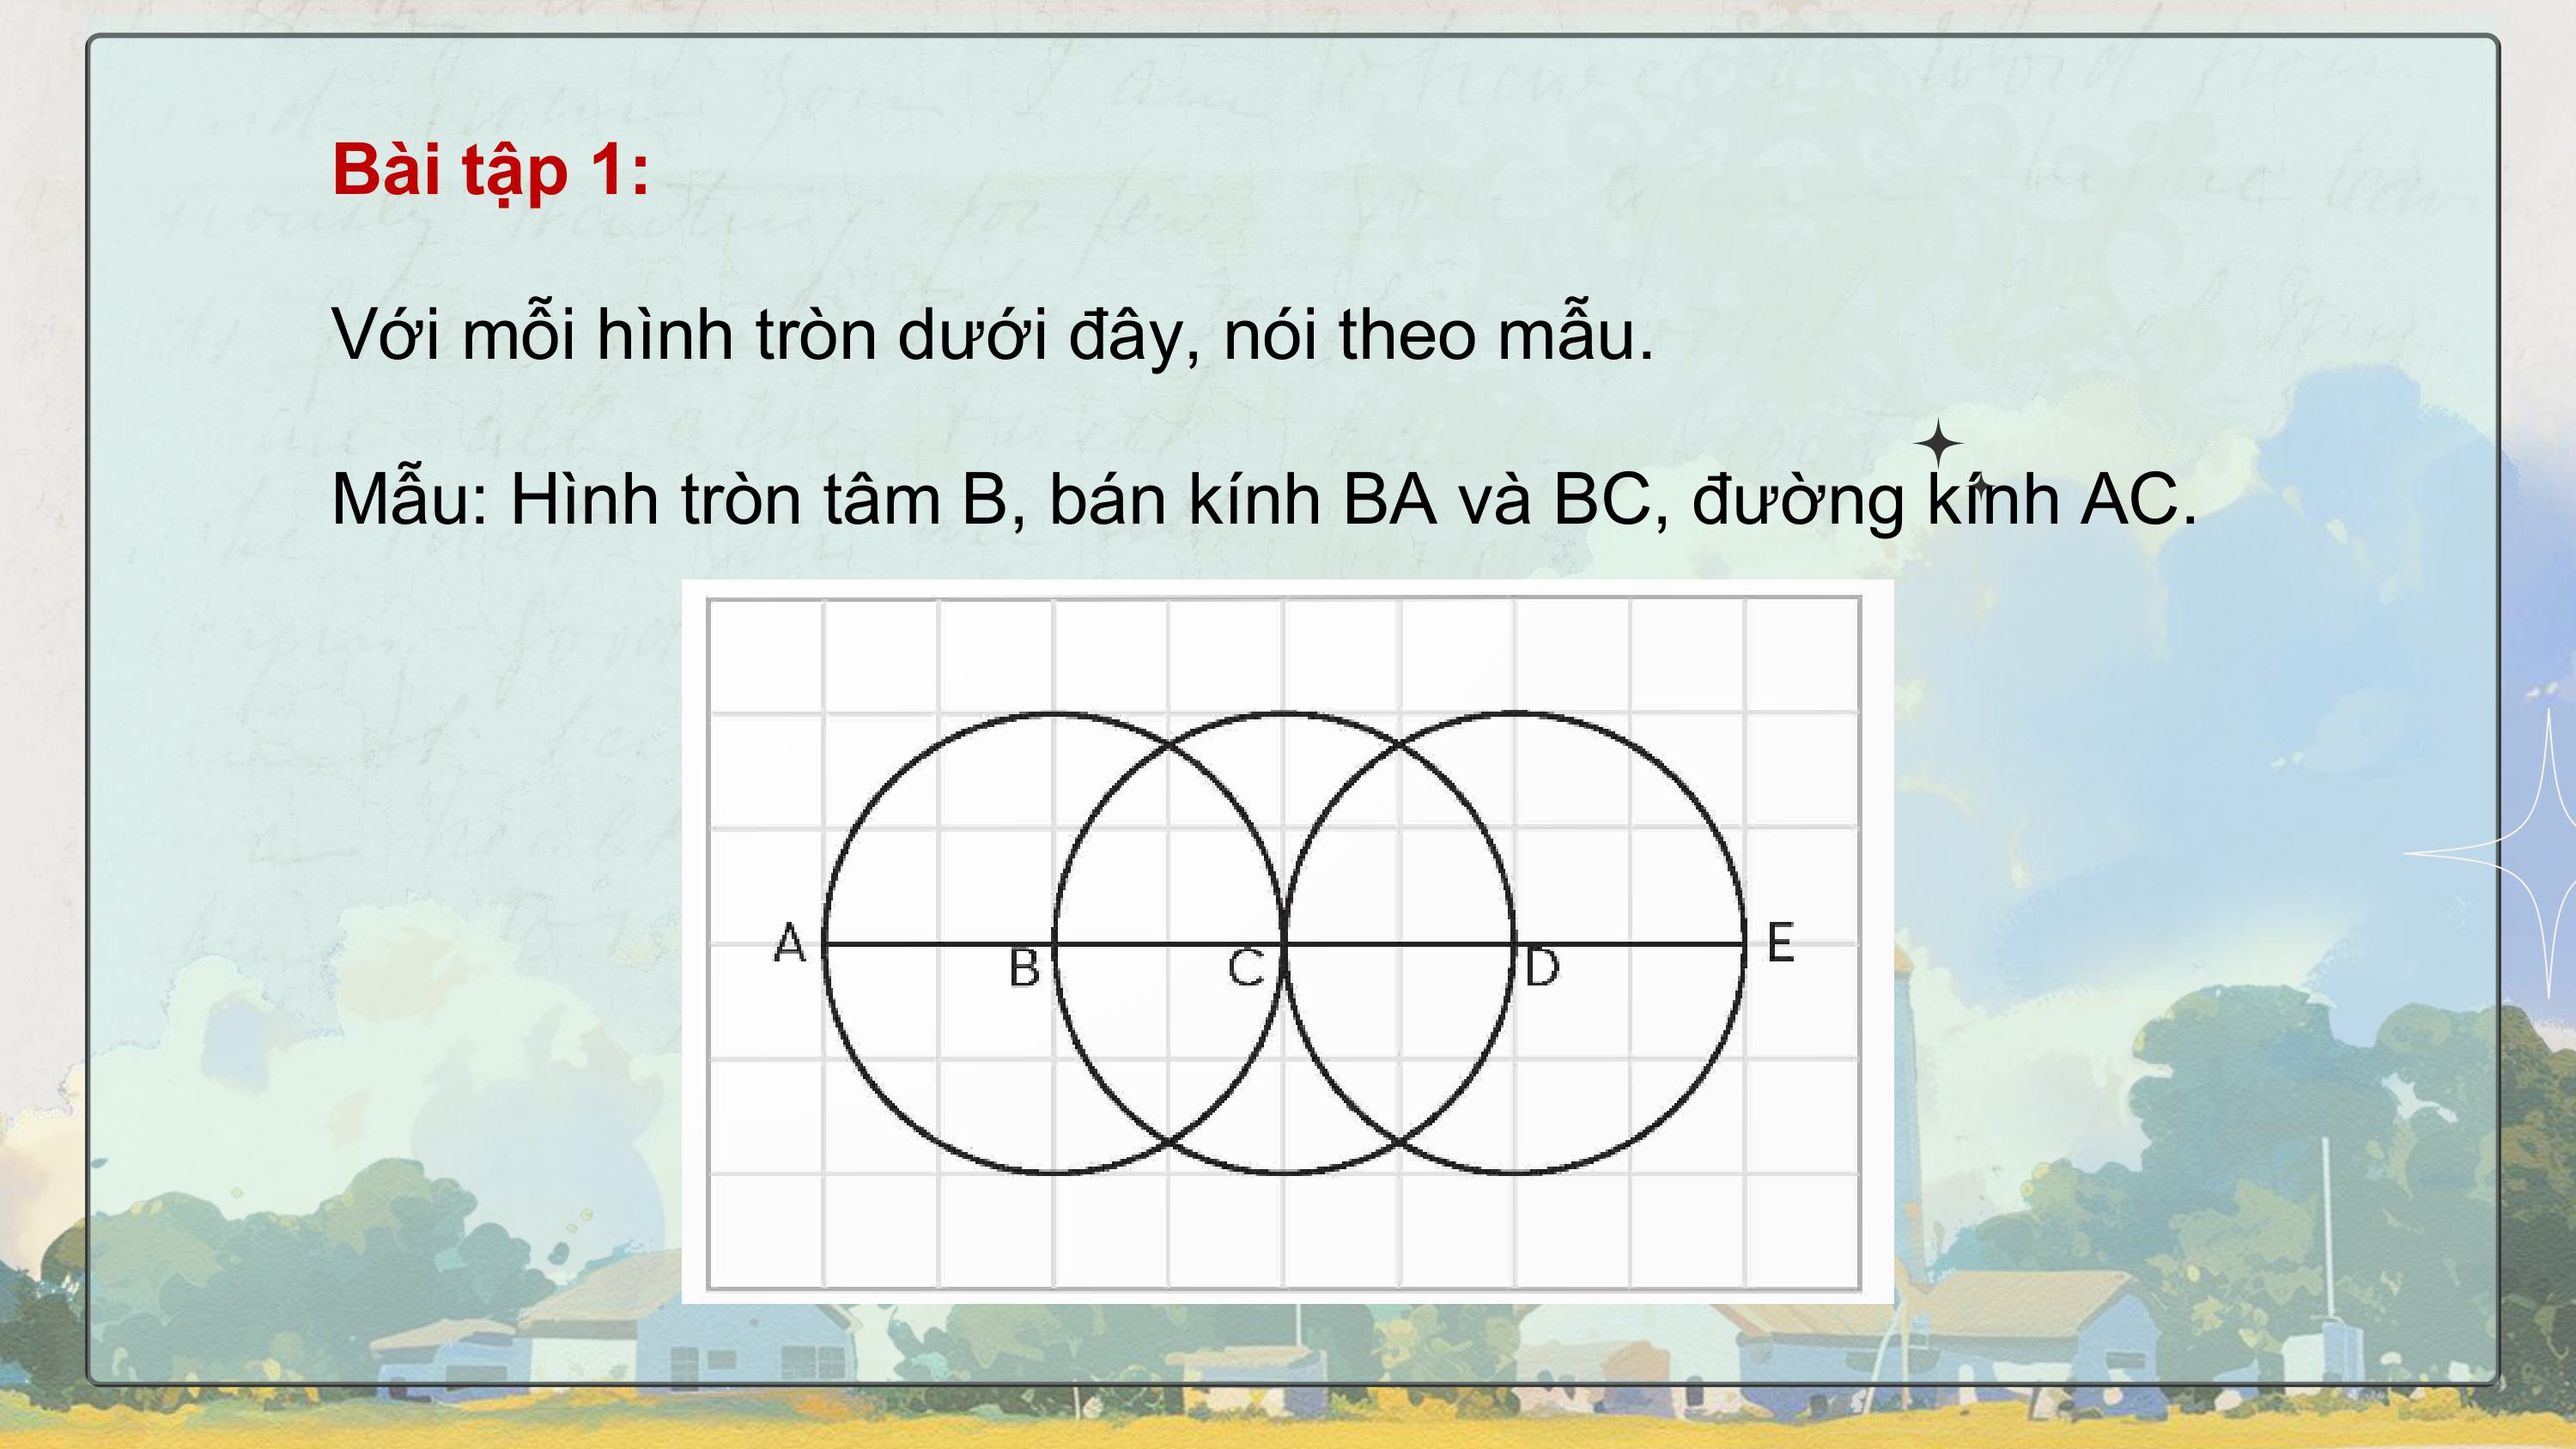 Bài tập 1:
Với mỗi hình tròn dưới đây, nói theo mẫu.
Mẫu: Hình tròn tâm B, bán kính BA và BC, đường kính AC.
A B C D E